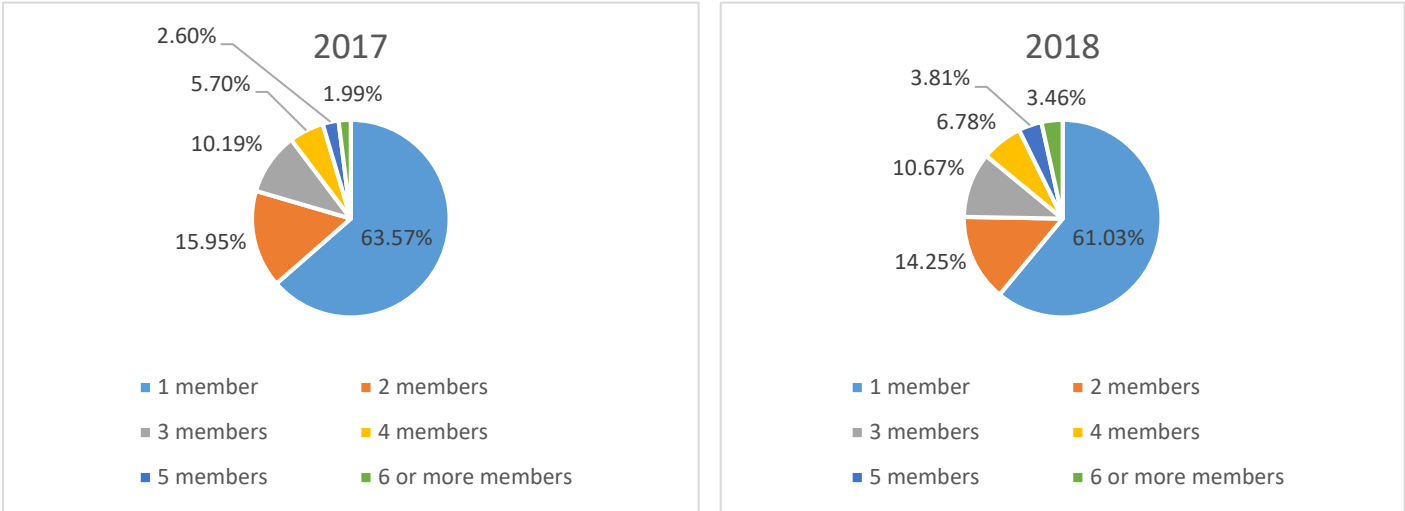 2017
2.60%
5.70%
1.99%
10.19%
15.95%
63.57%
1 member
2 members
3 members
4 members
5 members
6 or more members
2018
3.81%
3.46%
6.78%
10.67%
14.25%
61.03%
1 member
2 members
3 members
4 members
5 members
6 or more members